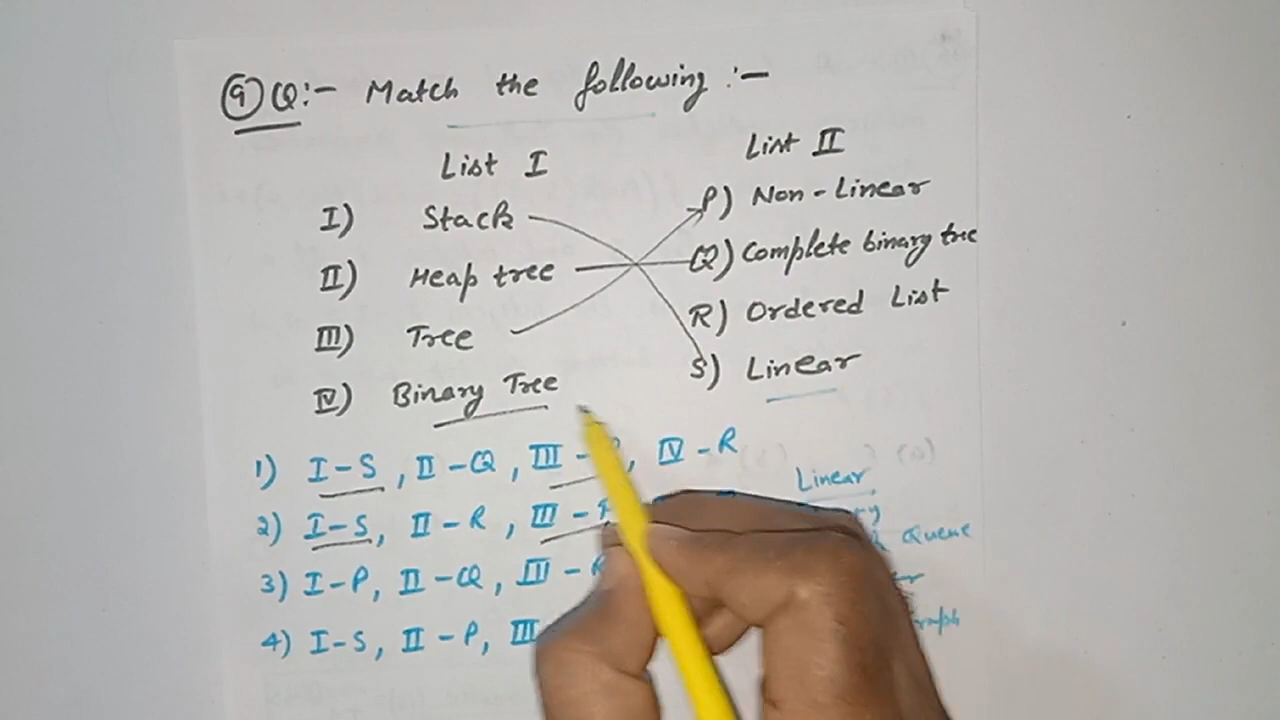 9) Q:- Match the following :-
List I
List II
I) Stack
P) Non-Linear
II) Heap tree
Q) Complete binary tree
III) Tree
R) Ordered List
IV) Binary Tree
S) Linear
1) I-S, II-Q, III-, IV-R
2) I-S, II-R, III-P
3) I-P, II-Q, III-R
4) I-S, II-P, III
Linear
Queue